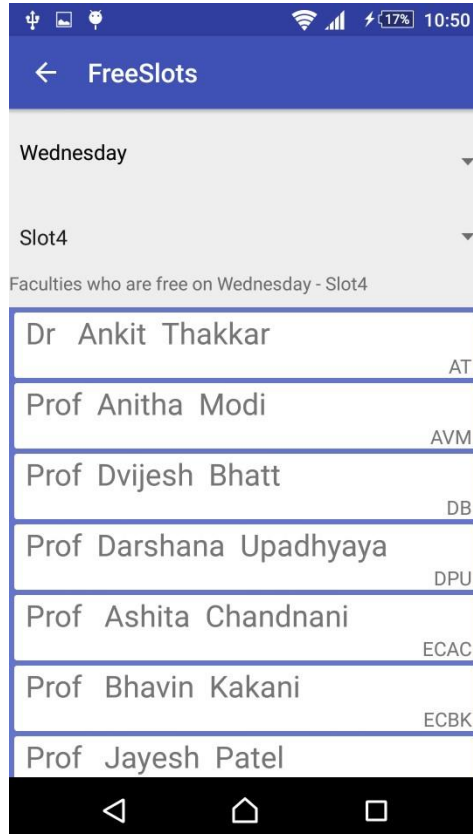 17% 10:50
FreeSlots
Wednesday
Slot4
Faculties who are free on Wednesday - Slot4
Dr Ankit Thakkar
AT
Prof Anitha Modi
AVM
Prof Dvijesh Bhatt
DB
Prof Darshana Upadhyaya
DPU
Prof Ashita Chandnani
ECAC
Prof Bhavin Kakani
ECBK
Prof Jayesh Patel